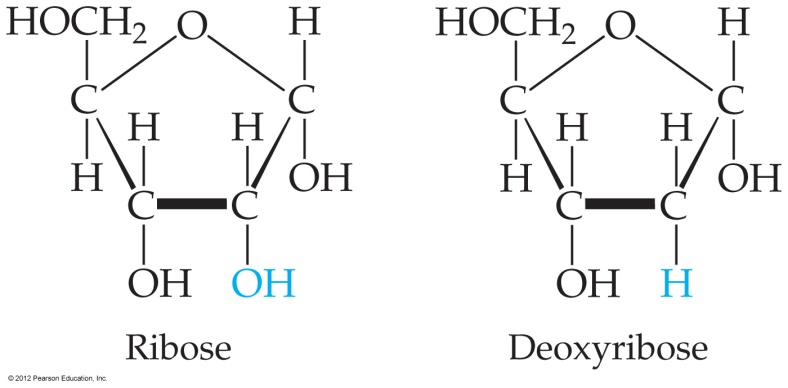 HOCH2 O H HOCH2 O H
C C C C
H H H H
H OH H OH
C C C C
OH OH OH H
Ribose Deoxyribose
© 2012 Pearson Education, Inc.